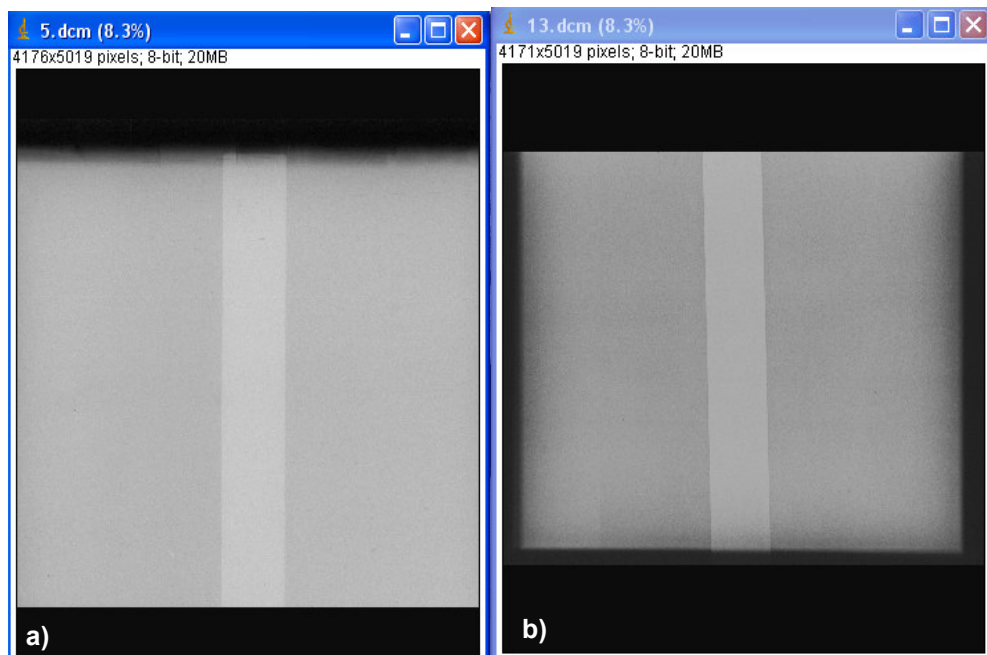 5.dcm (8.3%)
4176x5019 pixels; 8-bit; 20MB
a)
13.dcm (8.3%)
4171x5019 pixels; 8-bit; 20MB
b)